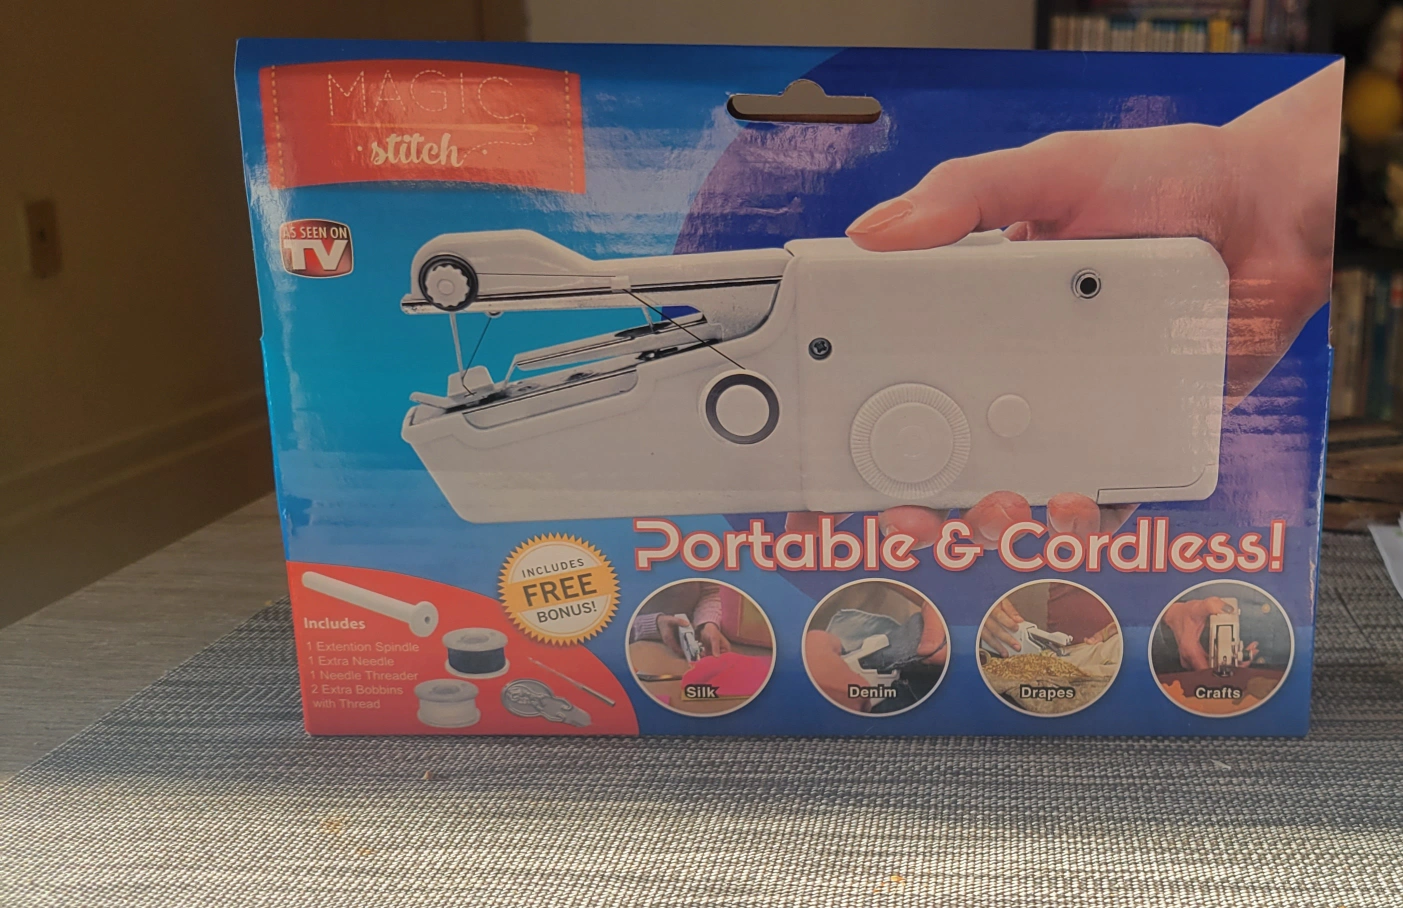 MAGIC
stitch
AS SEEN ON
TV
Portable & Cordless!
INCLUDES
FREE
BONUS!
Includes
1 Extention Spindle
1 Extra Needle
1 Needle Threader
2 Extra Bobbins
with Thread
Silk
Denim
Drapes
Crafts